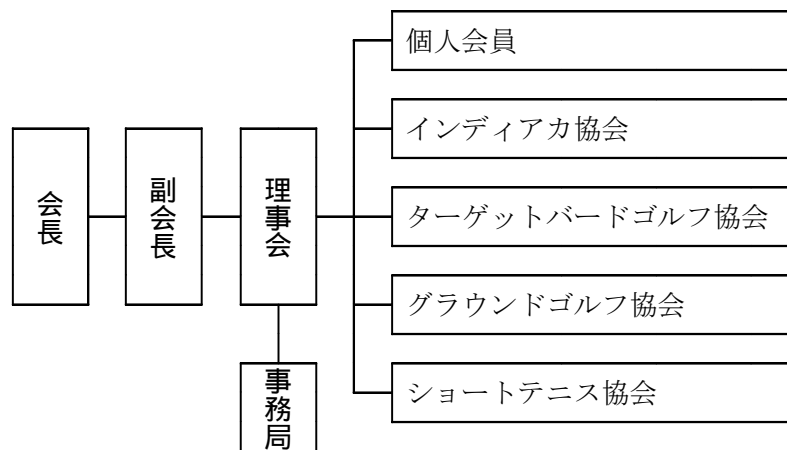 会長
副会長
理事会
事務局
個人会員
インディアカ協会
ターゲットバードゴルフ協会
グラウンドゴルフ協会
ショートテニス協会